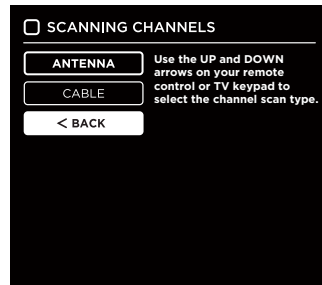 SCANNING CHANNELS
ANTENNA
CABLE
< BACK
Use the UP and DOWN
arrows on your remote
control or TV keypad to
select the channel scan type.